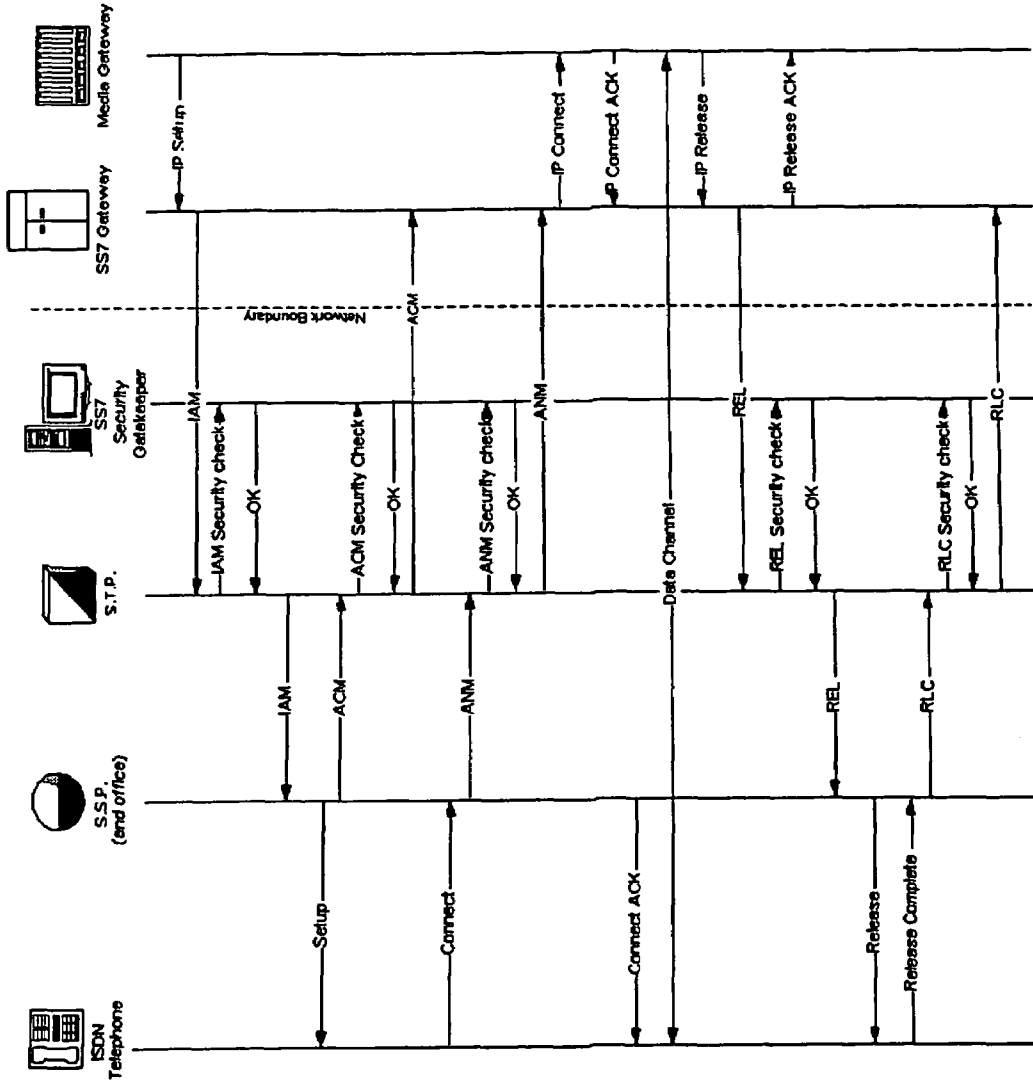 ISDN
Telephone
S.S.P.
(end office)
S.T.P.
SS7
Security
Gatekeeper
SS7 Gateway
Media Gateway
IP Setup
IAM
IAM Security check
OK
IAM
Network Boundary
Setup
ACM
ACM Security Check
OK
ACM
Connect
ANM
ANM Security check
OK
ANM
IP Connect
IP Connect ACK
Connect ACK
Data Channel
IP Release
REL
REL Security check
IP Release ACK
OK
REL
Release
Release Complete
RLC
RLC Security check
OK
RLC